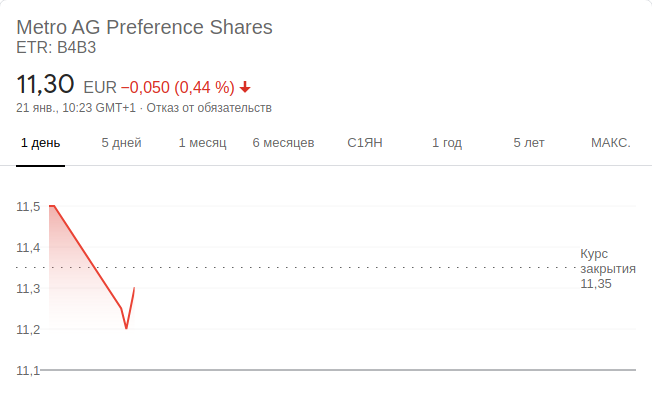 Metro AG Preference Shares
ETR: B4B3
11,30 EUR −0,050 (0,44 %)
21 янв., 10:23 GMT+1 · Отказ от обязательств
1 день 5 дней 1 месяц 6 месяцев С1ЯН 1 год 5 лет МАКС.
11,5
11,4
Курс
закрытия
11,35
11,3
11,2
11,1